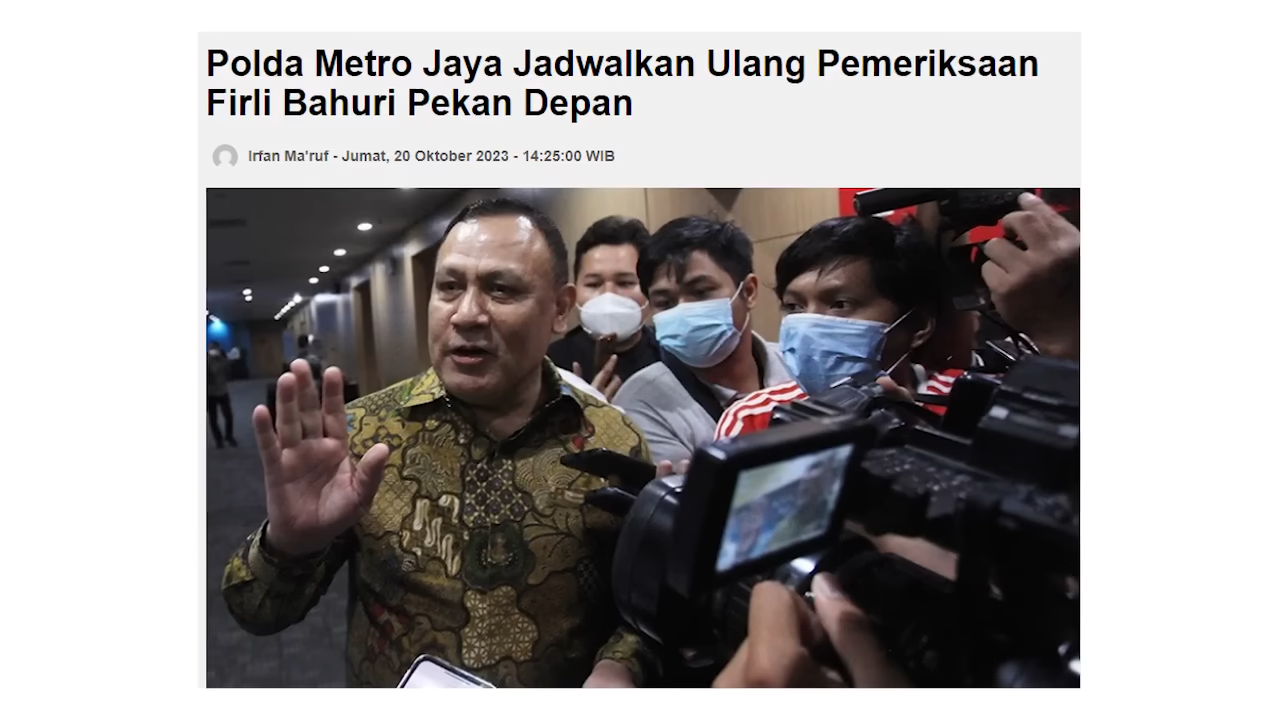 Polda Metro Jaya Jadwalkan Ulang Pemeriksaan
Firli Bahuri Pekan Depan
Irfan Ma'ruf - Jumat, 20 Oktober 2023 - 14:25:00 WIB